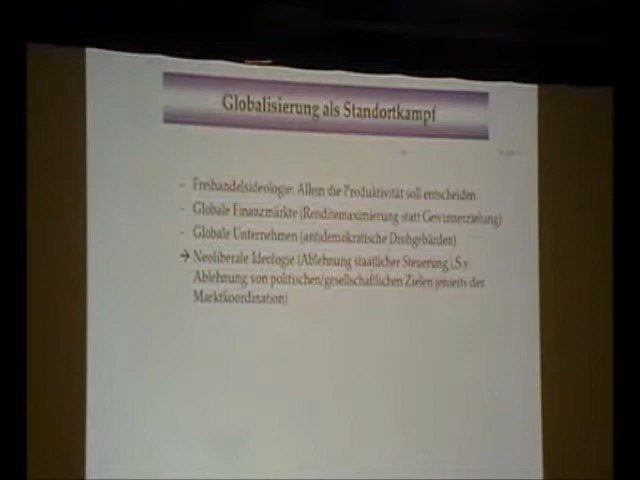 Globalisierung als Standortkampf
- Freihandelsideologie: Allein die Produktivität soll entscheiden
- Globale Finanzmärkte (Renditemaximierung statt Gewinnerzielung)
- Globale Unternehmen (antidemokratische Drohgebärden)
→ Neoliberale Ideologie (Ablehnung staatlicher Steuerung i.S.v.
Ablehnung von politischen/gesellschaftlichen Zielen jenseits der
Marktkoordination)